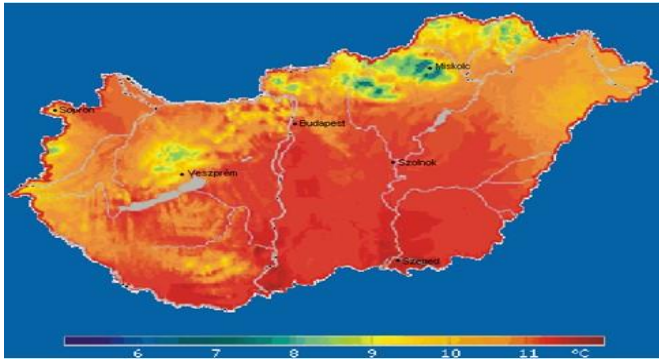 Miskolc
Sopron
Budapest
Szolnok
Veszprém
Szeged
6 7 8 9 10 11 °C